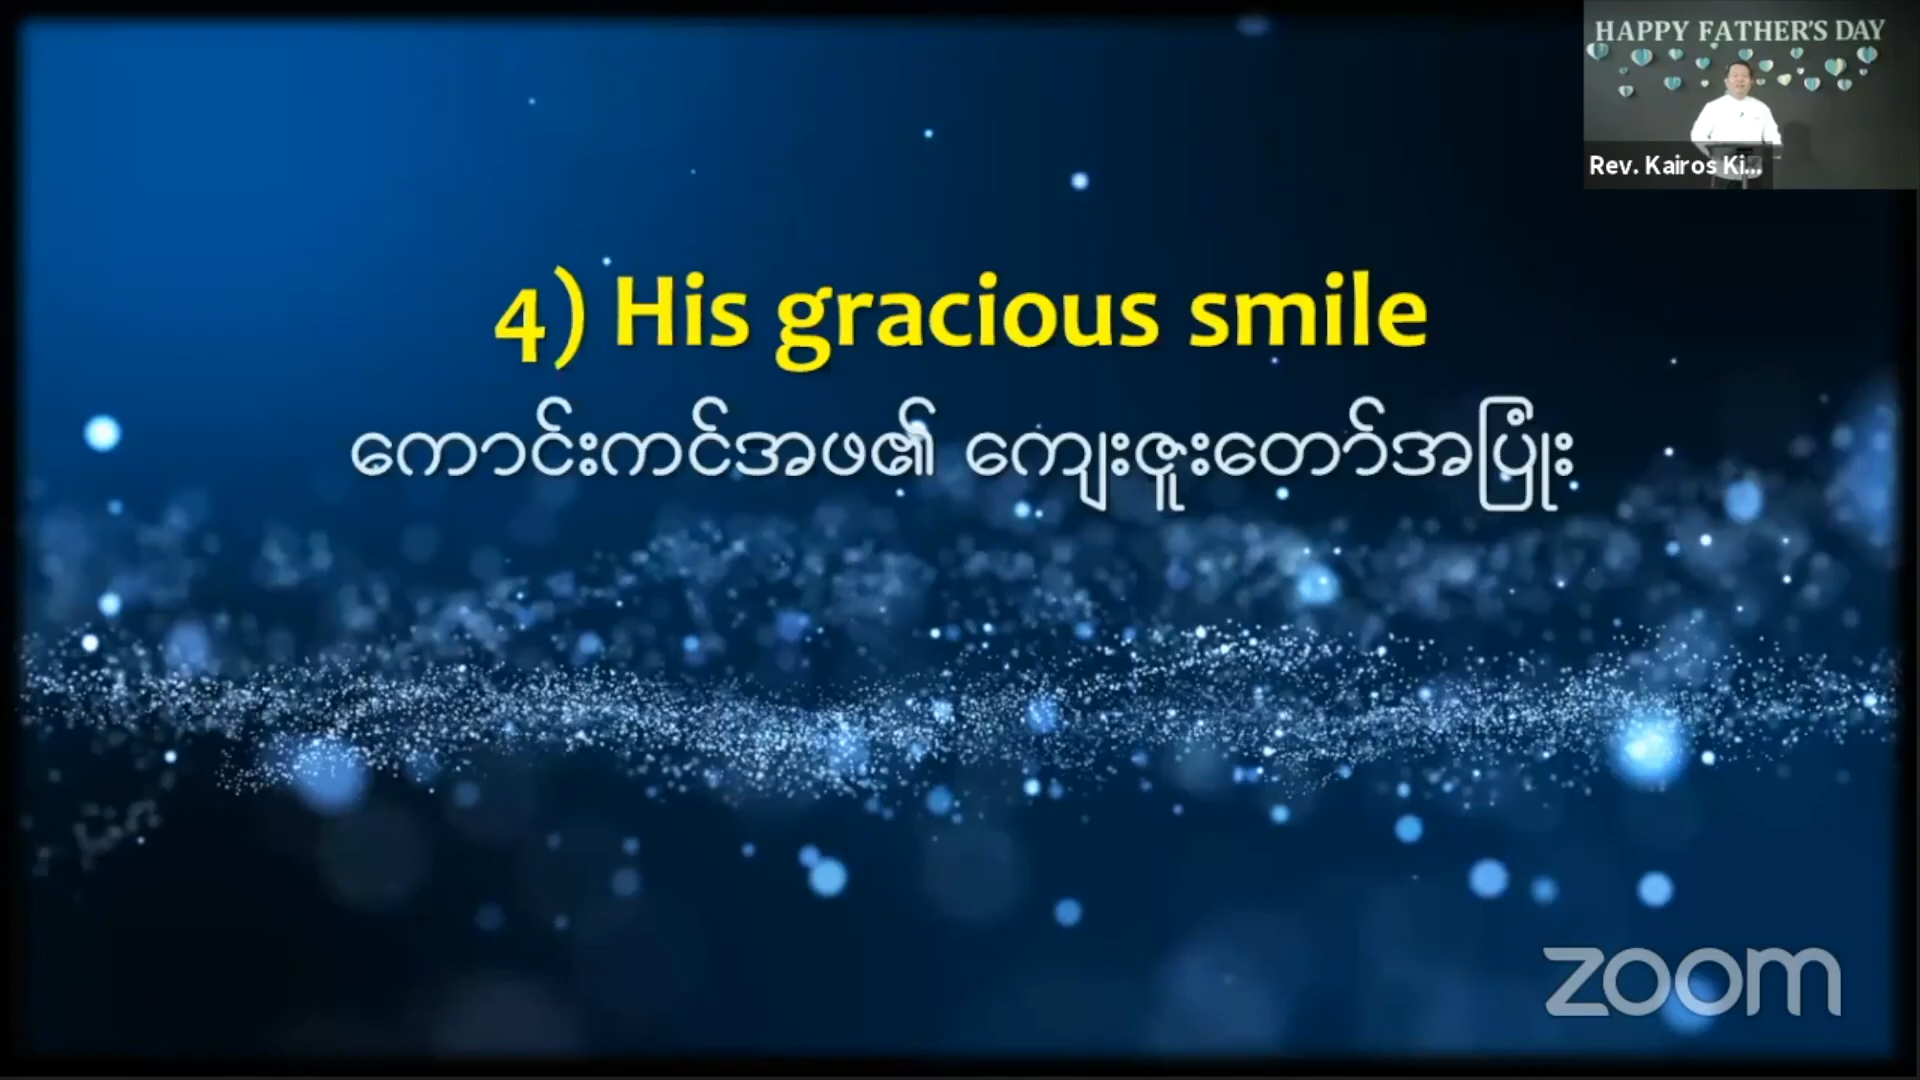 HAPPY FATHER'S DAY
Rev. Kairos Ki...
4) His gracious smile
ကောင်းကင်အဖ၏ ကျေးဇူးတော်အပြုံး
zoom